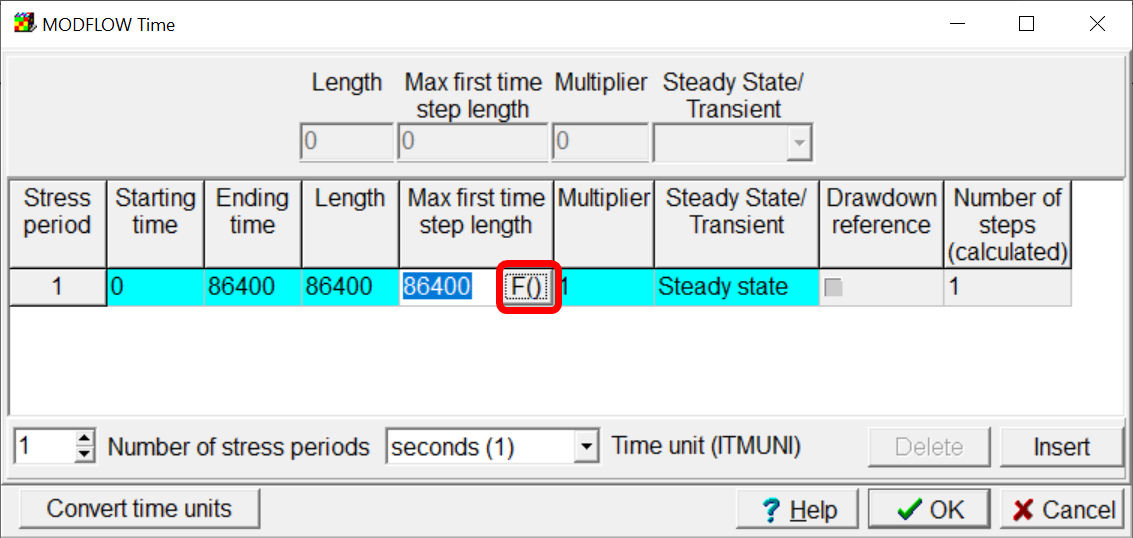 MODFLOW Time
Length Max first time step length Multiplier Steady State/ Transient
0 0 0
Stress period Starting time Ending time Length Max first time step length Multiplier Steady State/ Transient Drawdown reference Number of steps (calculated)
1 0 86400 86400 86400 F() 1 Steady state 1
1 Number of stress periods seconds (1) Time unit (ITMUNI) Delete Insert
Convert time units Help OK Cancel